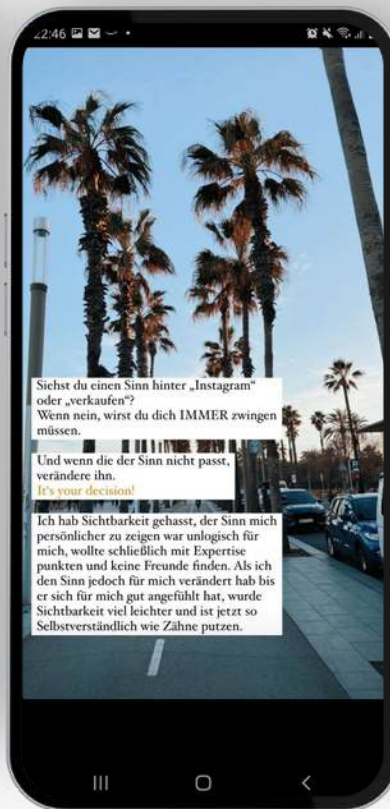 22:46
Siehst du einen Sinn hinter „Instagram“
oder „verkaufen“?
Wenn nein, wirst du dich IMMER zwingen
müssen.
Und wenn die der Sinn nicht passt,
verändere ihn.
It's your decision!
Ich hab Sichtbarkeit gehasst, der Sinn mich
persönlicher zu zeigen war unlogisch für
mich, wollte schließlich mit Expertise
punkten und keine Freunde finden. Als ich
den Sinn jedoch für mich verändert hab bis
er sich für mich gut angefühlt hat, wurde
Sichtbarkeit viel leichter und ist jetzt so
Selbstverständlich wie Zähne putzen.